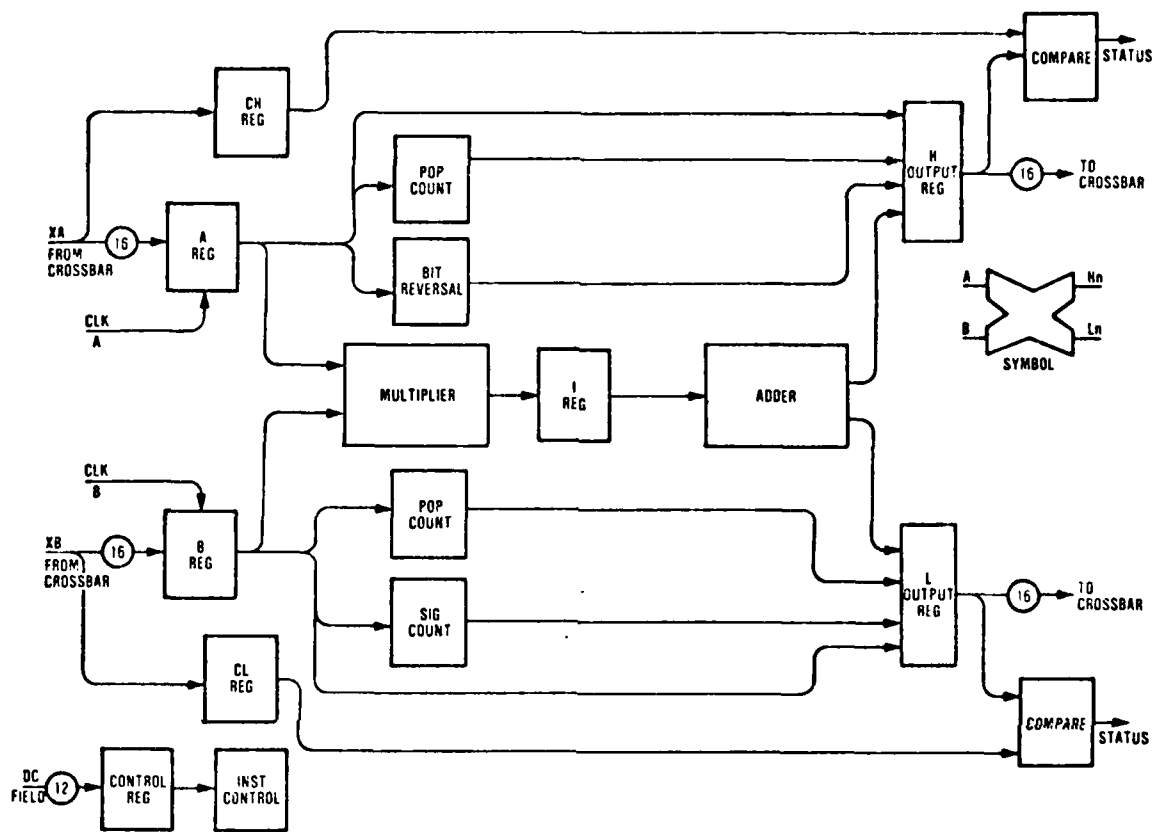 COMPARE
STATUS
CH
REG
H
OUTPUT
REG
POP
COUNT
16
TO
CROSSBAR
XA
FROM
CROSSBAR
16
A
REG
BIT
REVERSAL
CLK
A
A
B
Hn
Ln
SYMBOL
MULTIPLIER
I
REG
ADDER
CLK
B
POP
COUNT
XB
FROM
CROSSBAR
16
B
REG
L
OUTPUT
REG
16
TO
CROSSBAR
SIG
COUNT
CL
REG
COMPARE
STATUS
DC
FIELD
12
CONTROL
REG
INST
CONTROL